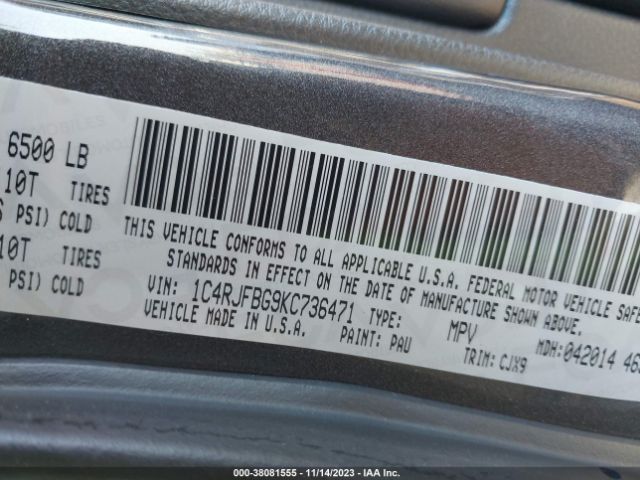 6500 LB
10T TIRES
PSI) COLD
10T TIRES
PSI) COLD
THIS VEHICLE CONFORMS TO ALL APPLICABLE U.S.A. FEDERAL MOTOR VEHICLE SAFE
STANDARDS IN EFFECT ON THE DATE OF MANUFACTURE SHOWN ABOVE.
VIN: 1C4RJFBG9KC736471 TYPE: MPV MDH:042014 463
VEHICLE MADE IN U.S.A. PAINT: PAU TRIM: CJX9
000-38081555 - 11/14/2023 - IAA Inc.